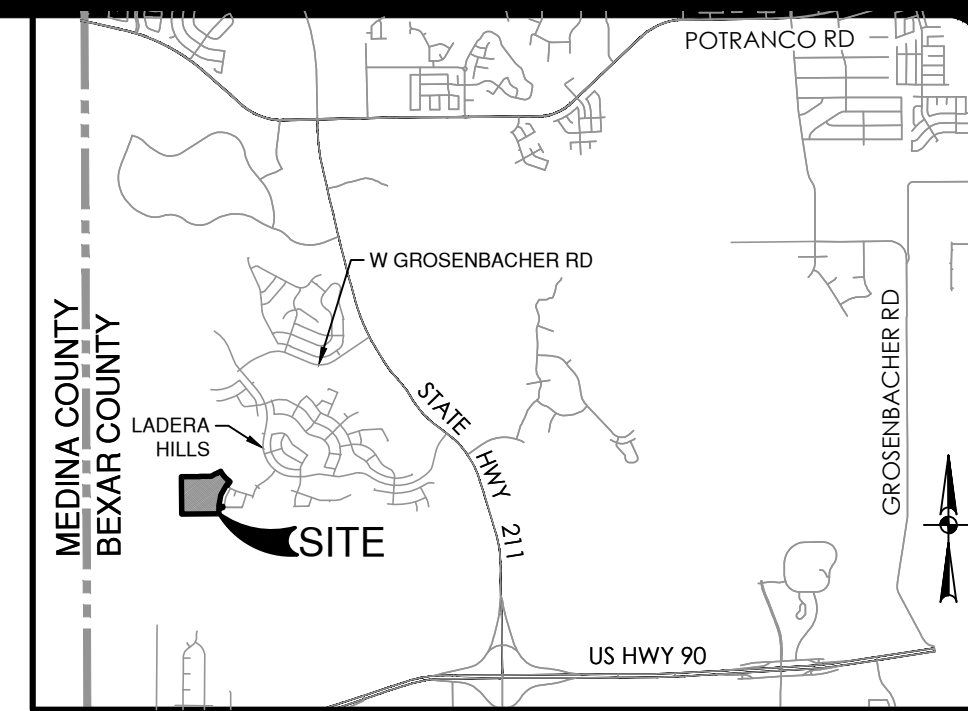 POTRANCO RD
W GROSENBACHER RD
MEDINA COUNTY
BEXAR COUNTY
GROSENBACHER RD
STATE HWY 211
LADERA
HILLS
SITE
US HWY 90